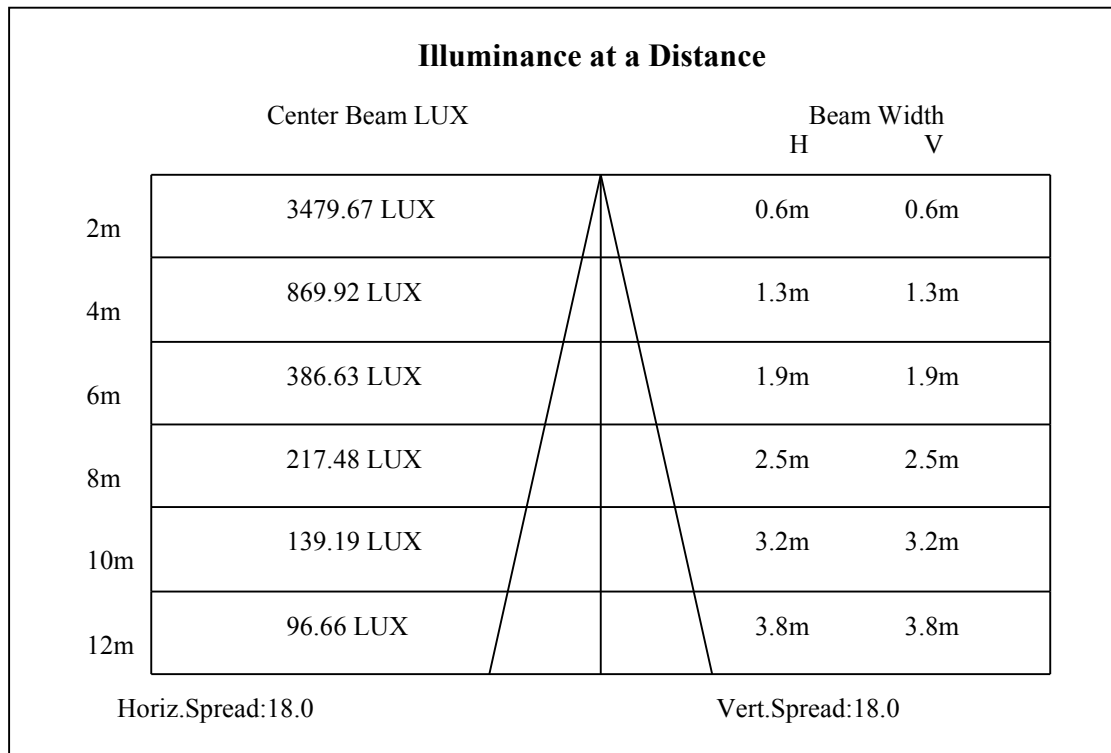 Illuminance at a Distance
Center Beam LUX Beam Width
H V
2m 3479.67 LUX 0.6m 0.6m
4m 869.92 LUX 1.3m 1.3m
6m 386.63 LUX 1.9m 1.9m
8m 217.48 LUX 2.5m 2.5m
10m 139.19 LUX 3.2m 3.2m
12m 96.66 LUX 3.8m 3.8m
Horiz.Spread:18.0 Vert.Spread:18.0